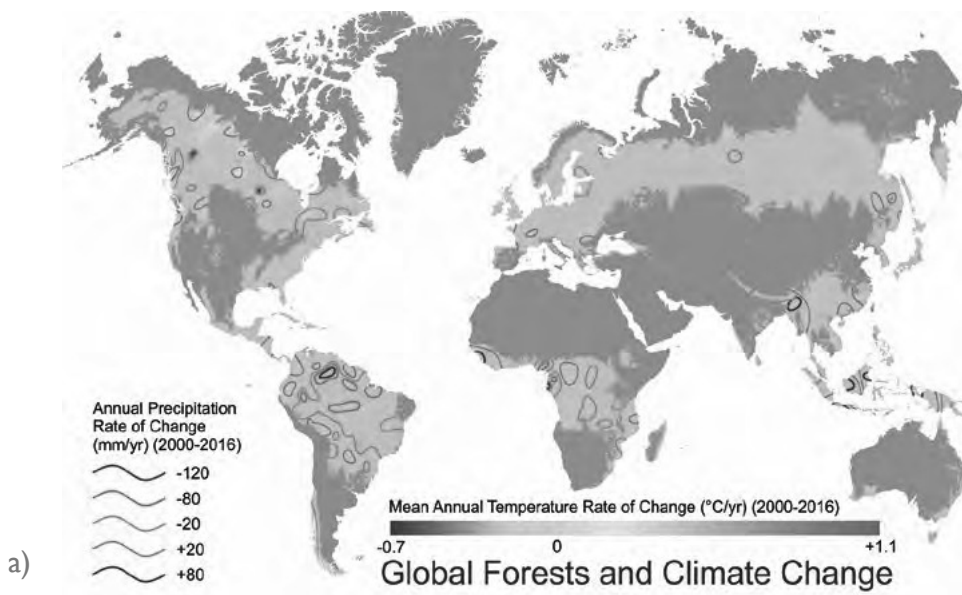 Annual Precipitation
Rate of Change
(mm/yr) (2000-2016)
-120
-80
-20
+20
+80
Mean Annual Temperature Rate of Change (°C/yr) (2000-2016)
-0.7 0 +1.1
Global Forests and Climate Change
a)